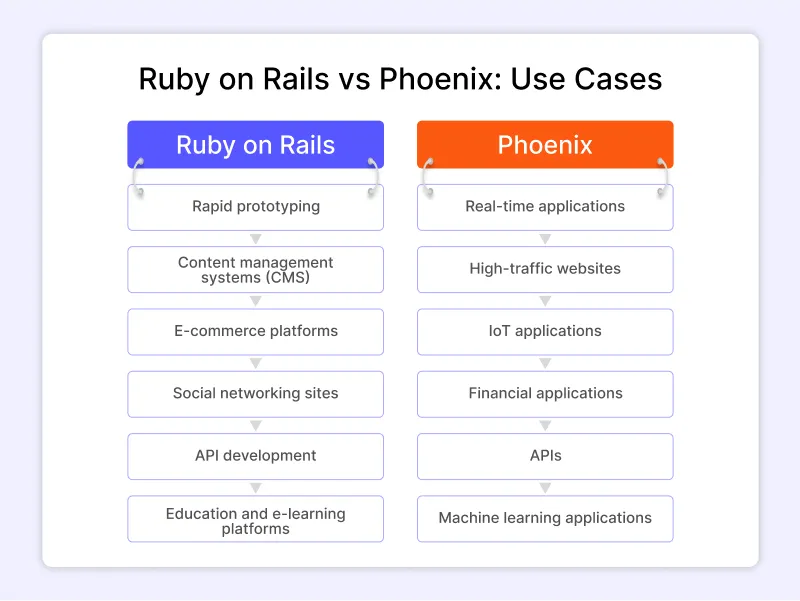 Ruby on Rails vs Phoenix: Use Cases
Ruby on Rails
Rapid prototyping
Content management
systems (CMS)
E-commerce platforms
Social networking sites
API development
Education and e-learning
platforms
Phoenix
Real-time applications
High-traffic websites
IoT applications
Financial applications
APIs
Machine learning applications